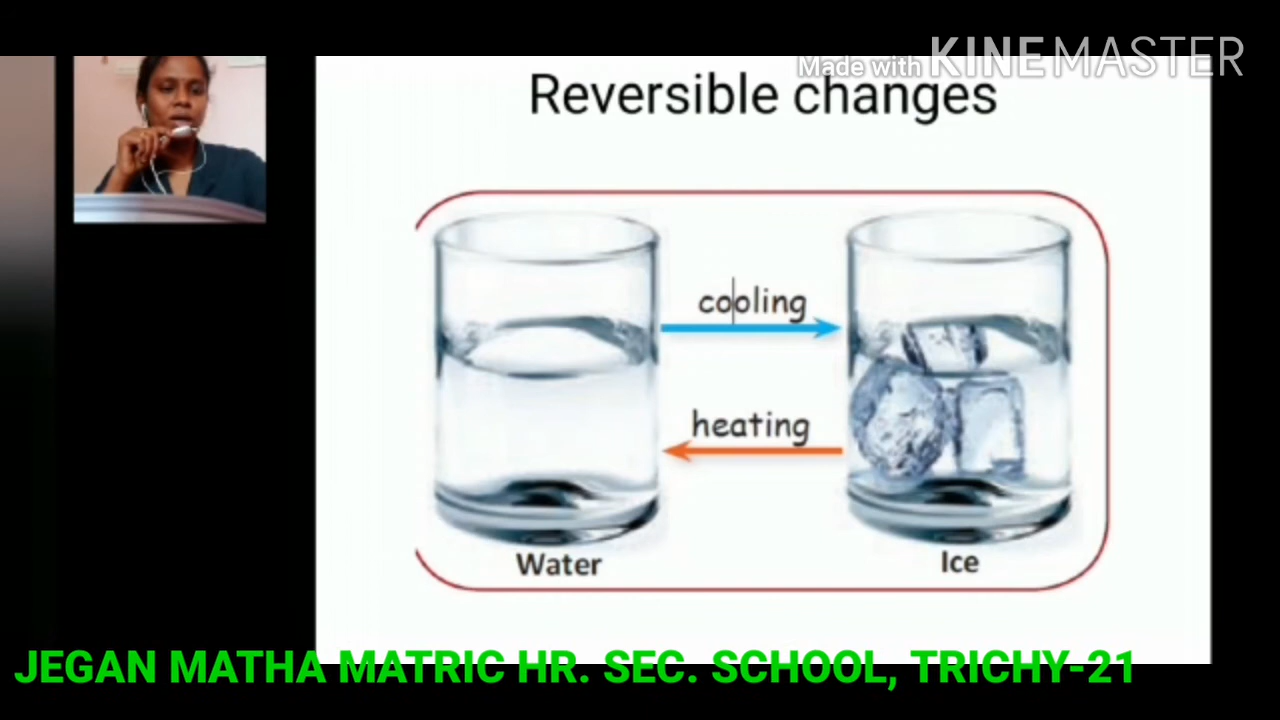 Made with KINEMASTER
Reversible changes
cooling
heating
Water
Ice
JEGAN MATHA MATRIC HR. SEC. SCHOOL, TRICHY-21